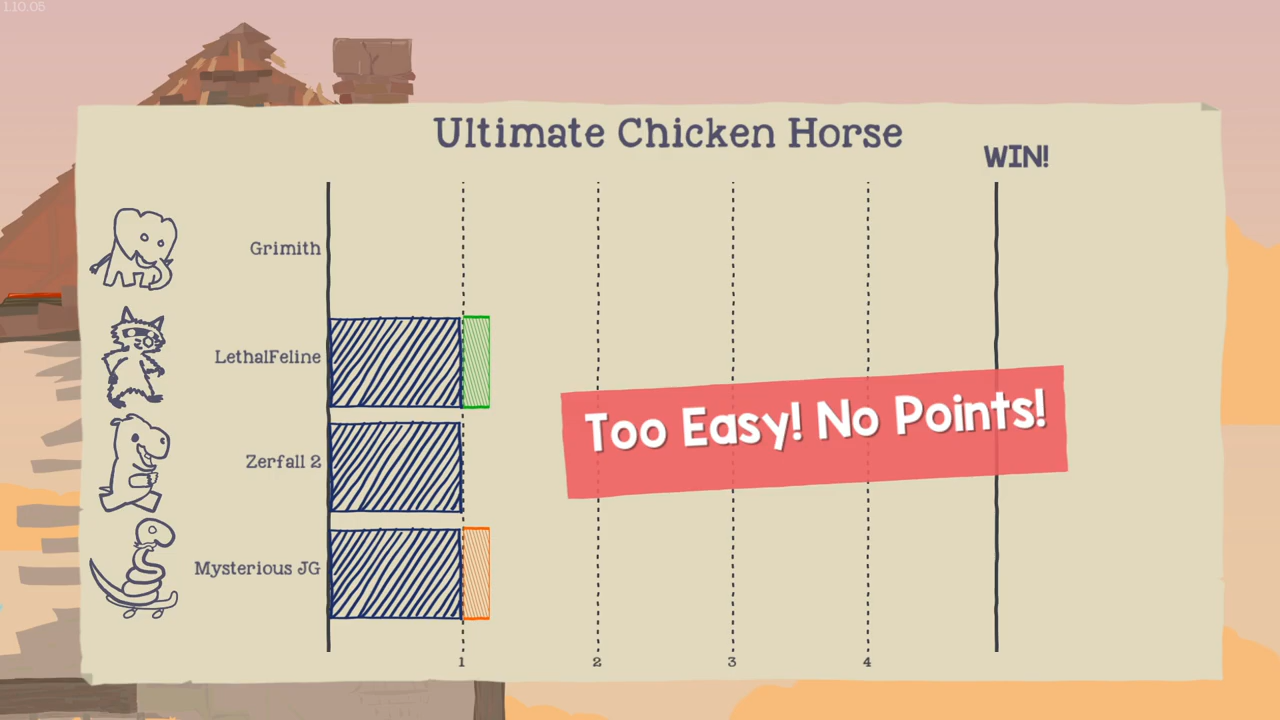 1.10.05
Ultimate Chicken Horse
WIN!
Grimith
LethalFeline
Too Easy! No Points!
Zerfall 2
Mysterious JG
1
2
3
4